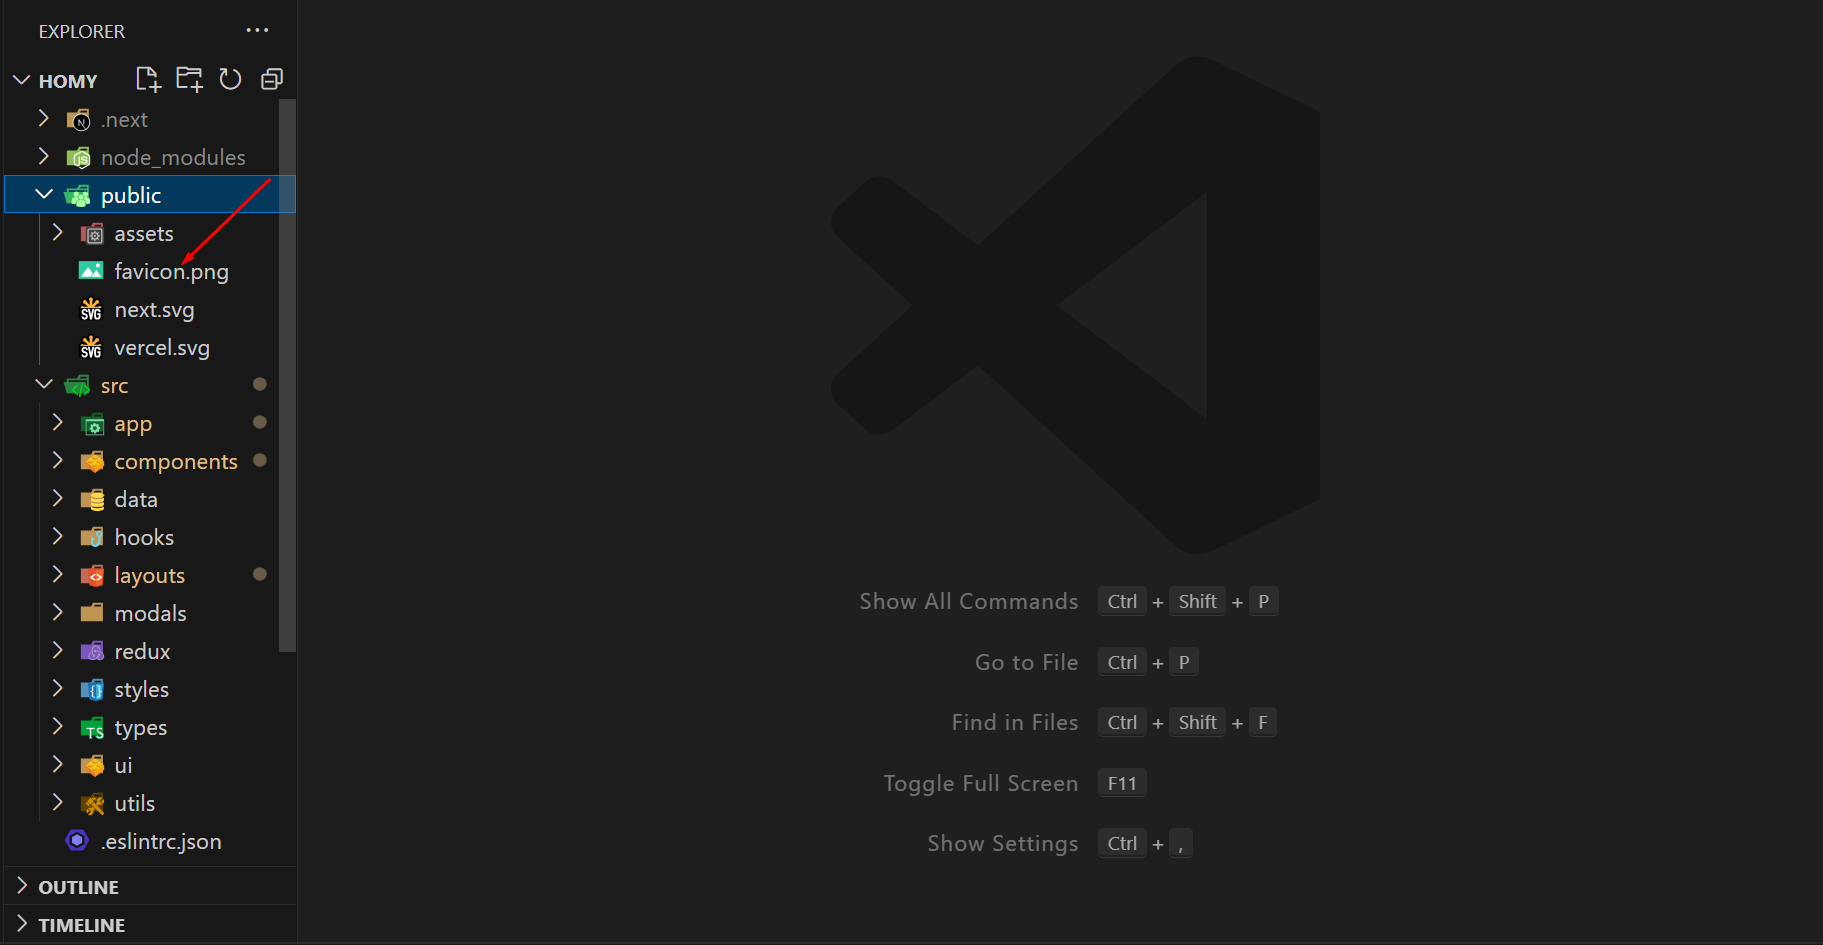 EXPLORER
HOMY
.next
node_modules
public
assets
favicon.png
next.svg
vercel.svg
src
app
components
data
hooks
layouts
modals
redux
styles
types
ui
utils
.eslintrc.json
OUTLINE
TIMELINE
Show All Commands Ctrl + Shift + P
Go to File Ctrl + P
Find in Files Ctrl + Shift + F
Toggle Full Screen F11
Show Settings Ctrl + ,